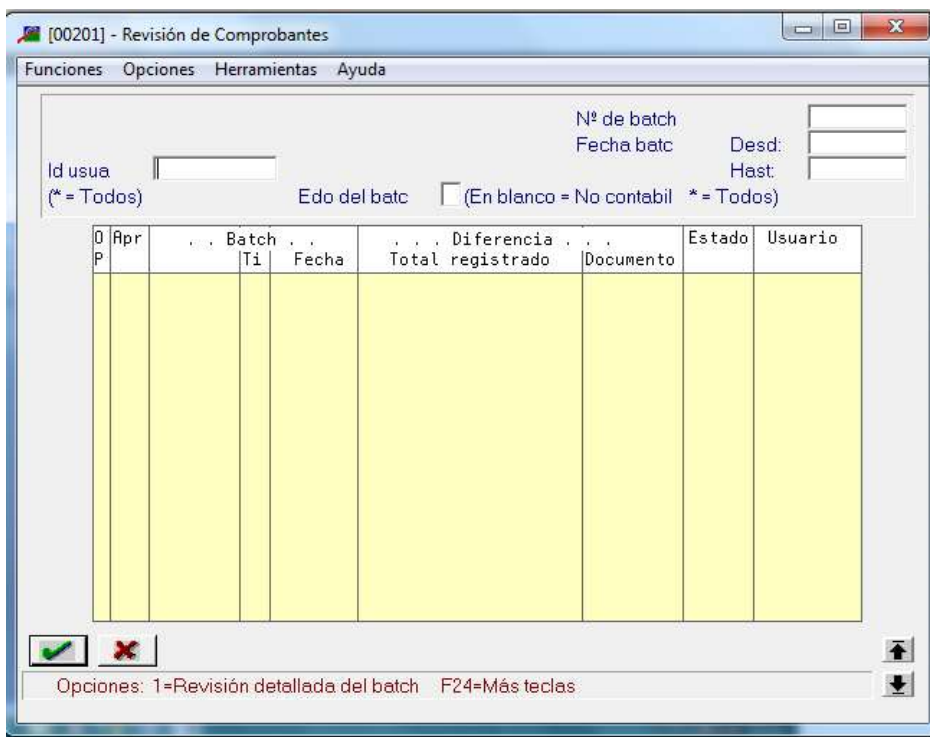 [00201] - Revisión de Comprobantes
Funciones Opciones Herramientas Ayuda
Nº de batch
Fecha batc Desd:
Id usua Hast:
(* = Todos) Edo del batc (En blanco = No contabil * = Todos)
O Apr . . Batch . . . . . Diferencia . . . Estado Usuario
P Ti Fecha Total registrado Documento
Opciones: 1=Revisión detallada del batch F24=Más teclas